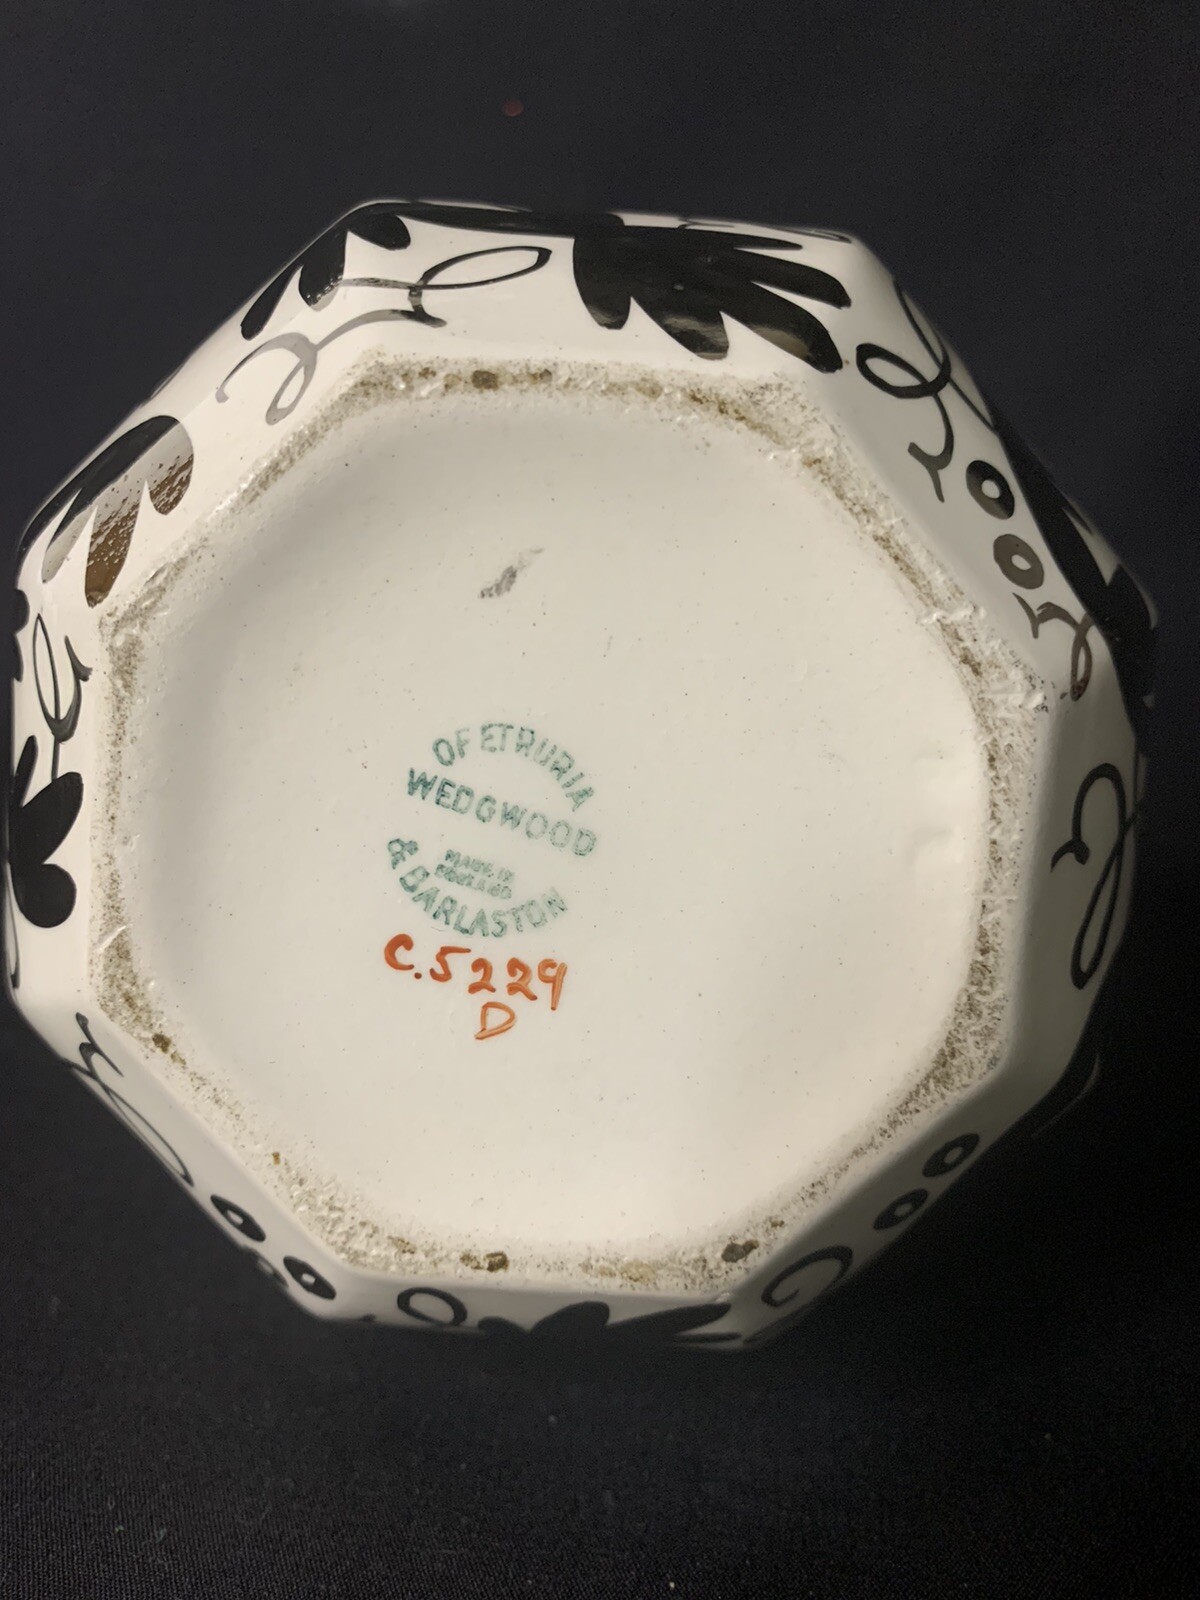 OF ETRURIA
WEDGWOOD
MADE IN
ENGLAND
& BARLASTON
C.5229
D